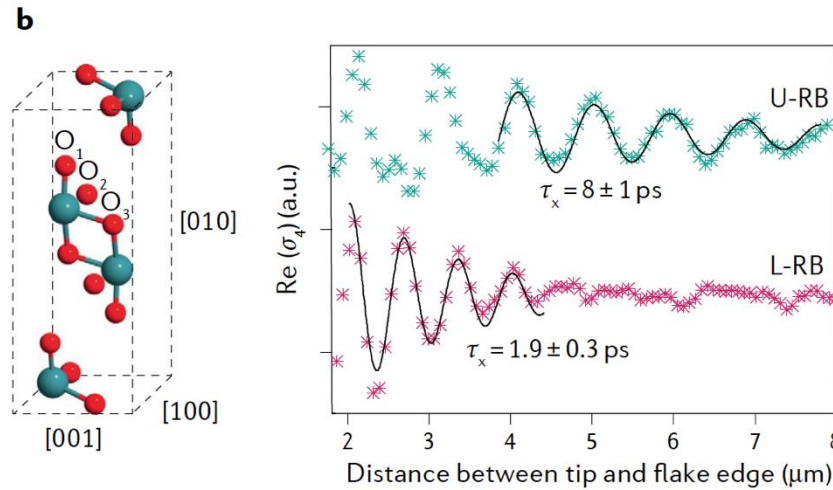 b
O1
O2
O3
[010]
[100]
[001]
Re (σ4) (a.u.)
U-RB
τx = 8 ± 1 ps
L-RB
τx = 1.9 ± 0.3 ps
2 3 4 5 6 7 8
Distance between tip and flake edge (μm)